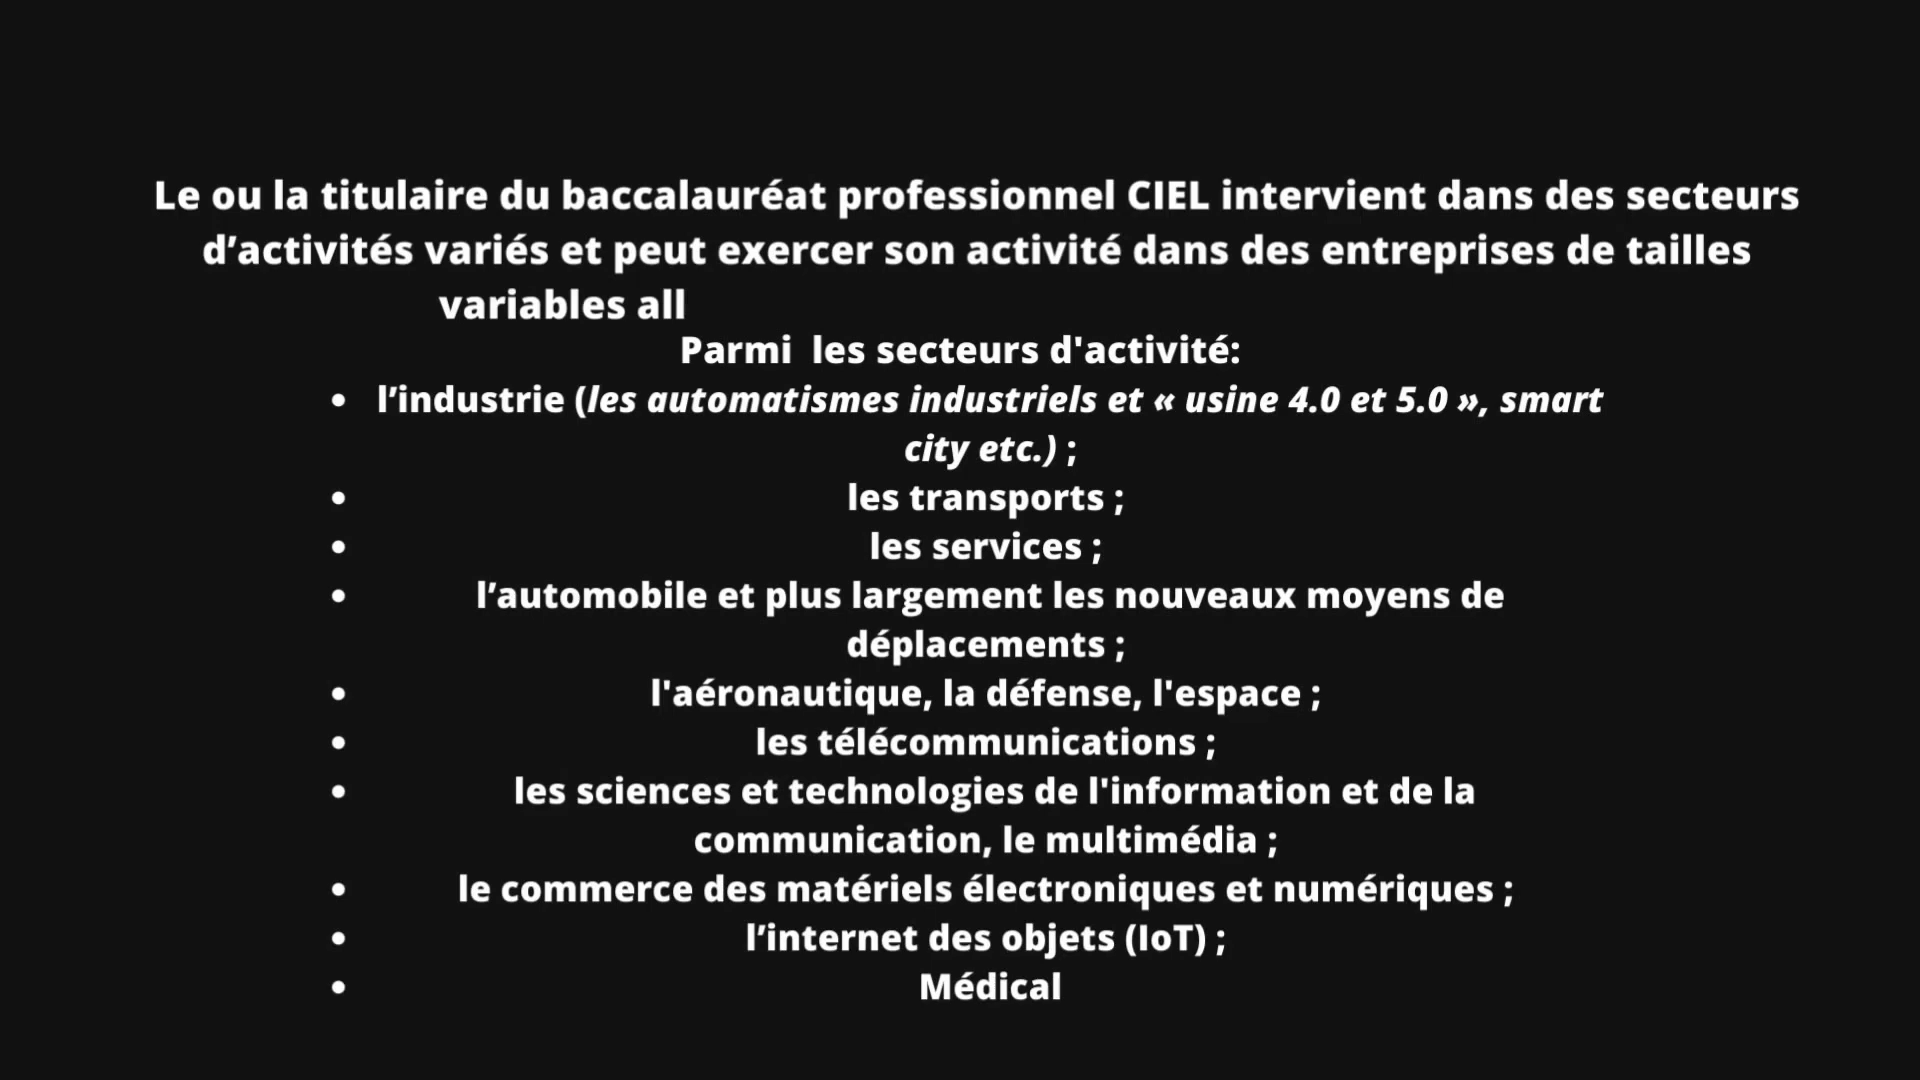 Le ou la titulaire du baccalauréat professionnel CIEL intervient dans des secteurs
d’activités variés et peut exercer son activité dans des entreprises de tailles
variables all
Parmi  les secteurs d'activité:
• l’industrie (les automatismes industriels et « usine 4.0 et 5.0 », smart
city etc.) ;
• les transports ;
• les services ;
• l’automobile et plus largement les nouveaux moyens de
déplacements ;
• l'aéronautique, la défense, l'espace ;
• les télécommunications ;
• les sciences et technologies de l'information et de la
communication, le multimédia ;
• le commerce des matériels électroniques et numériques ;
• l’internet des objets (IoT) ;
• Médical